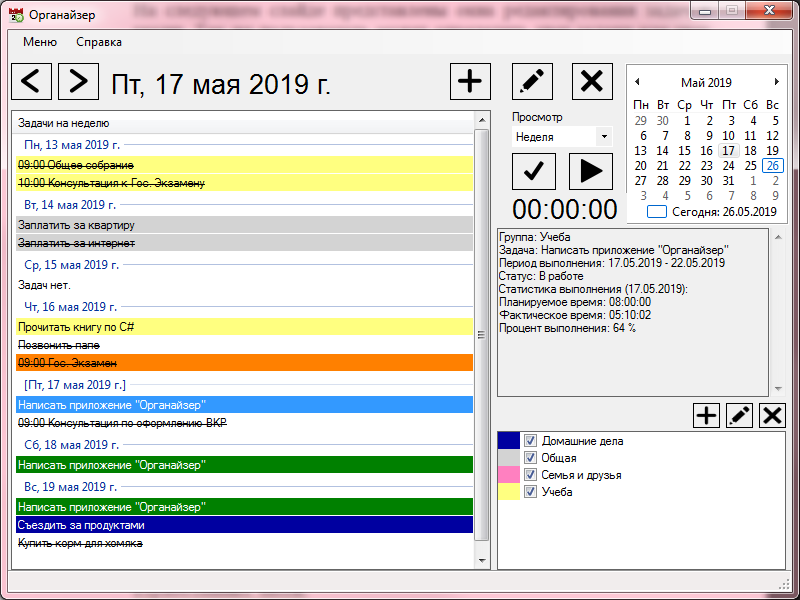 Органайзер
Меню Справка
Пт, 17 мая 2019 г.
Задачи на неделю
Пн, 13 мая 2019 г.
09:00 Общее собрание
10:00 Консультация к Гос. Экзамену
Вт, 14 мая 2019 г.
Заплатить за квартиру
Заплатить за интернет
Ср, 15 мая 2019 г.
Задач нет.
Чт, 16 мая 2019 г.
Прочитать книгу по C#
Позвонить папе
09:00 Гос. Экзамен
[Пт, 17 мая 2019 г.]
Написать приложение "Органайзер"
09:00 Консультация по оформлению ВКР
Сб, 18 мая 2019 г.
Написать приложение "Органайзер"
Вс, 19 мая 2019 г.
Написать приложение "Органайзер"
Съездить за продуктами
Купить корм для хомяка
Просмотр
Неделя
00:00:00
Май 2019
Пн Вт Ср Чт Пт Сб Вс
29 30 1 2 3 4 5
6 7 8 9 10 11 12
13 14 15 16 17 18 19
20 21 22 23 24 25 26
27 28 29 30 31 1 2
3 4 5 6 7 8 9
Сегодня: 26.05.2019
Группа: Учеба
Задача: Написать приложение "Органайзер"
Период выполнения: 17.05.2019 - 22.05.2019
Статус: В работе
Статистика выполнения (17.05.2019):
Планируемое время: 08:00:00
Фактическое время: 05:10:02
Процент выполнения: 64 %
Домашние дела
Общая
Семья и друзья
Учеба